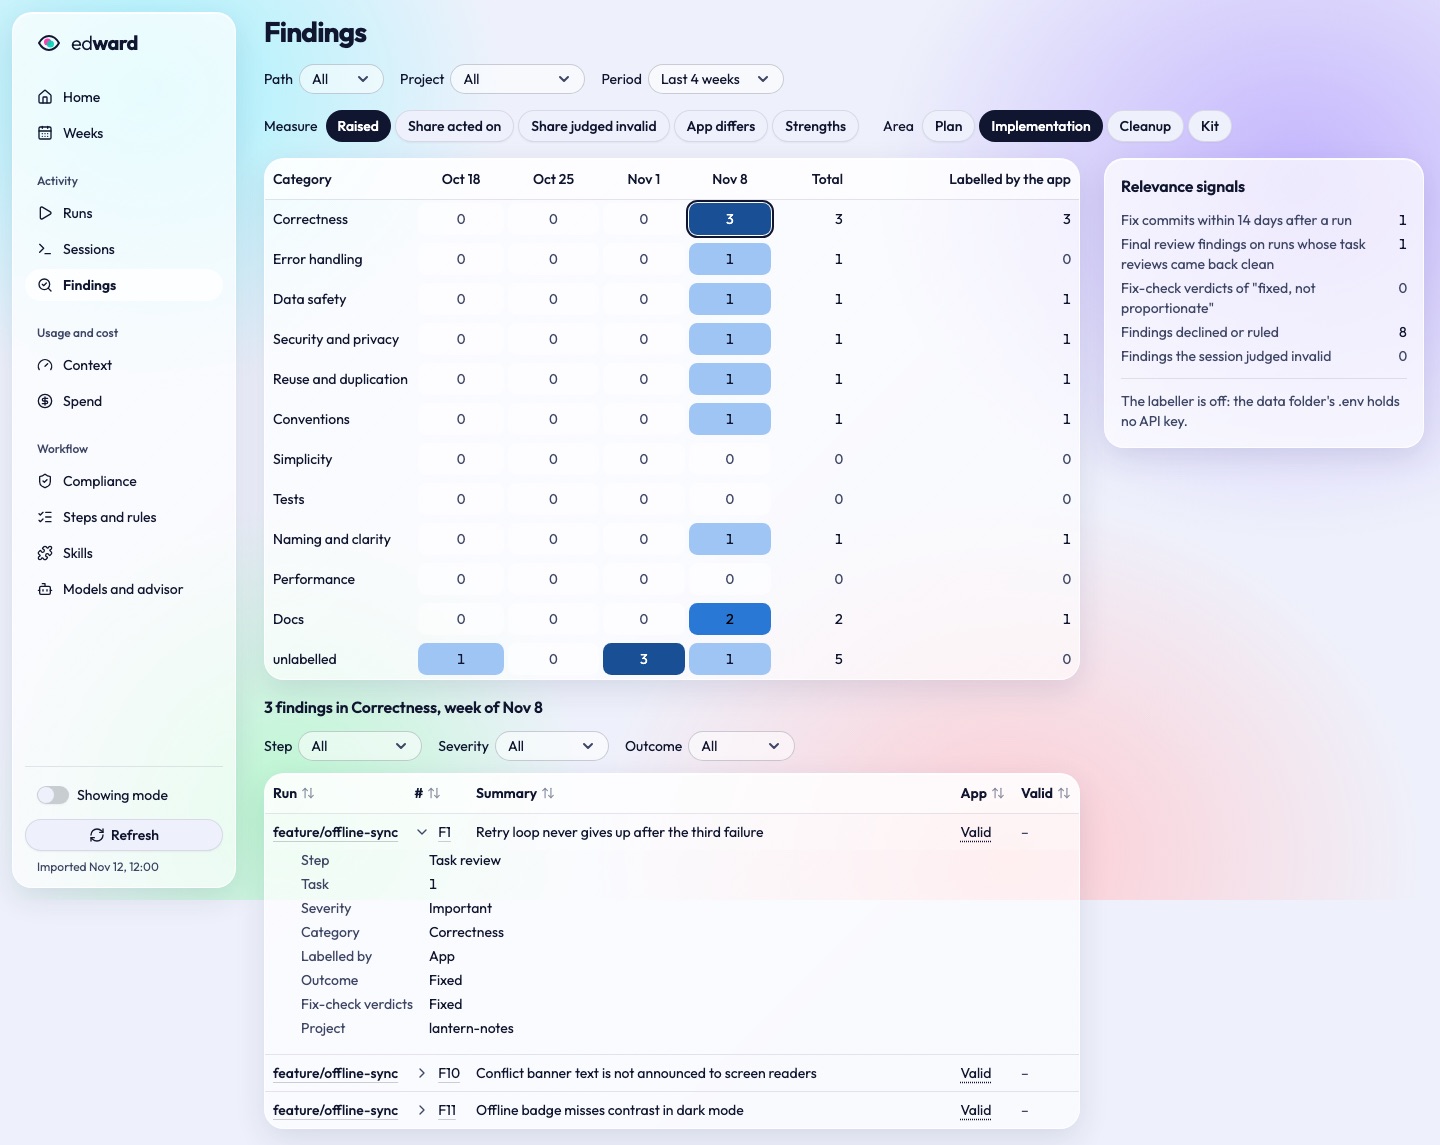 edward
Home
Weeks
Activity
Runs
Sessions
Findings
Usage and cost
Context
Spend
Workflow
Compliance
Steps and rules
Skills
Models and advisor
Showing mode
Refresh
Imported Nov 12, 12:00
Findings
Path All Project All Period Last 4 weeks
Measure Raised Share acted on Share judged invalid App differs Strengths Area Plan Implementation Cleanup Kit
Category Oct 18 Oct 25 Nov 1 Nov 8 Total Labelled by the app
Correctness 0 0 0 3 3 3
Error handling 0 0 0 1 1 0
Data safety 0 0 0 1 1 1
Security and privacy 0 0 0 1 1 1
Reuse and duplication 0 0 0 1 1 1
Conventions 0 0 0 1 1 1
Simplicity 0 0 0 0 0 0
Tests 0 0 0 0 0 0
Naming and clarity 0 0 0 1 1 1
Performance 0 0 0 0 0 0
Docs 0 0 0 2 2 1
unlabelled 1 0 3 1 5 0
Relevance signals
Fix commits within 14 days after a run 1
Final review findings on runs whose task 1
reviews came back clean
Fix-check verdicts of "fixed, not 0
proportionate"
Findings declined or ruled 8
Findings the session judged invalid 0
The labeller is off: the data folder's .env holds
no API key.
3 findings in Correctness, week of Nov 8
Step All Severity All Outcome All
Run # Summary App Valid
feature/offline-sync F1 Retry loop never gives up after the third failure Valid –
Step Task review
Task 1
Severity Important
Category Correctness
Labelled by App
Outcome Fixed
Fix-check verdicts Fixed
Project lantern-notes
feature/offline-sync F10 Conflict banner text is not announced to screen readers Valid –
feature/offline-sync F11 Offline badge misses contrast in dark mode Valid –